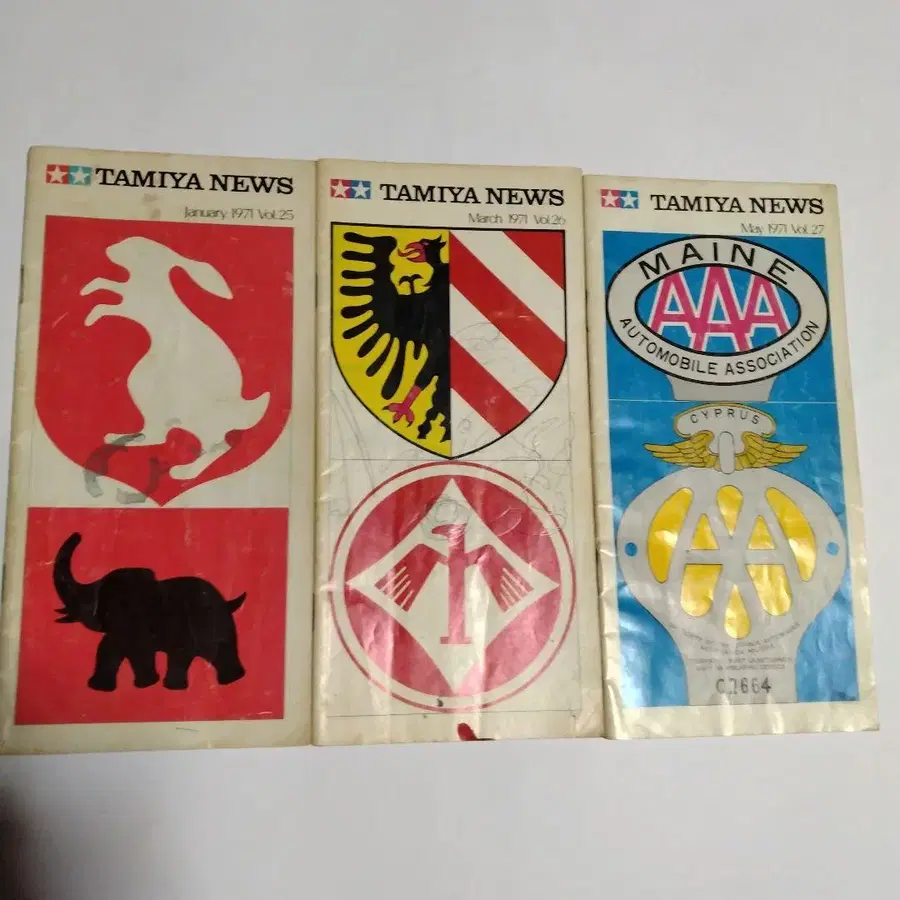 TAMIYA NEWS
January 1971 Vol.25
TAMIYA NEWS
March 1971 Vol.26
TAMIYA NEWS
May 1971 Vol.27
MAINE
AAA
AUTOMOBILE ASSOCIATION
CYPRUS
AA